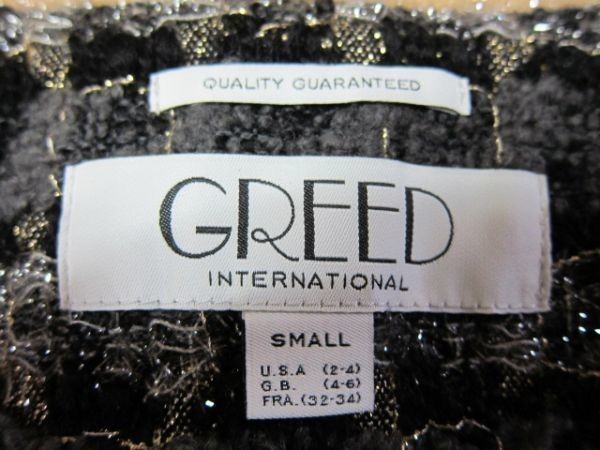 QUALITY GUARANTEED
GREED
INTERNATIONAL
SMALL
U.S.A (2-4)
G.B. (4-6)
FRA.(32-34)